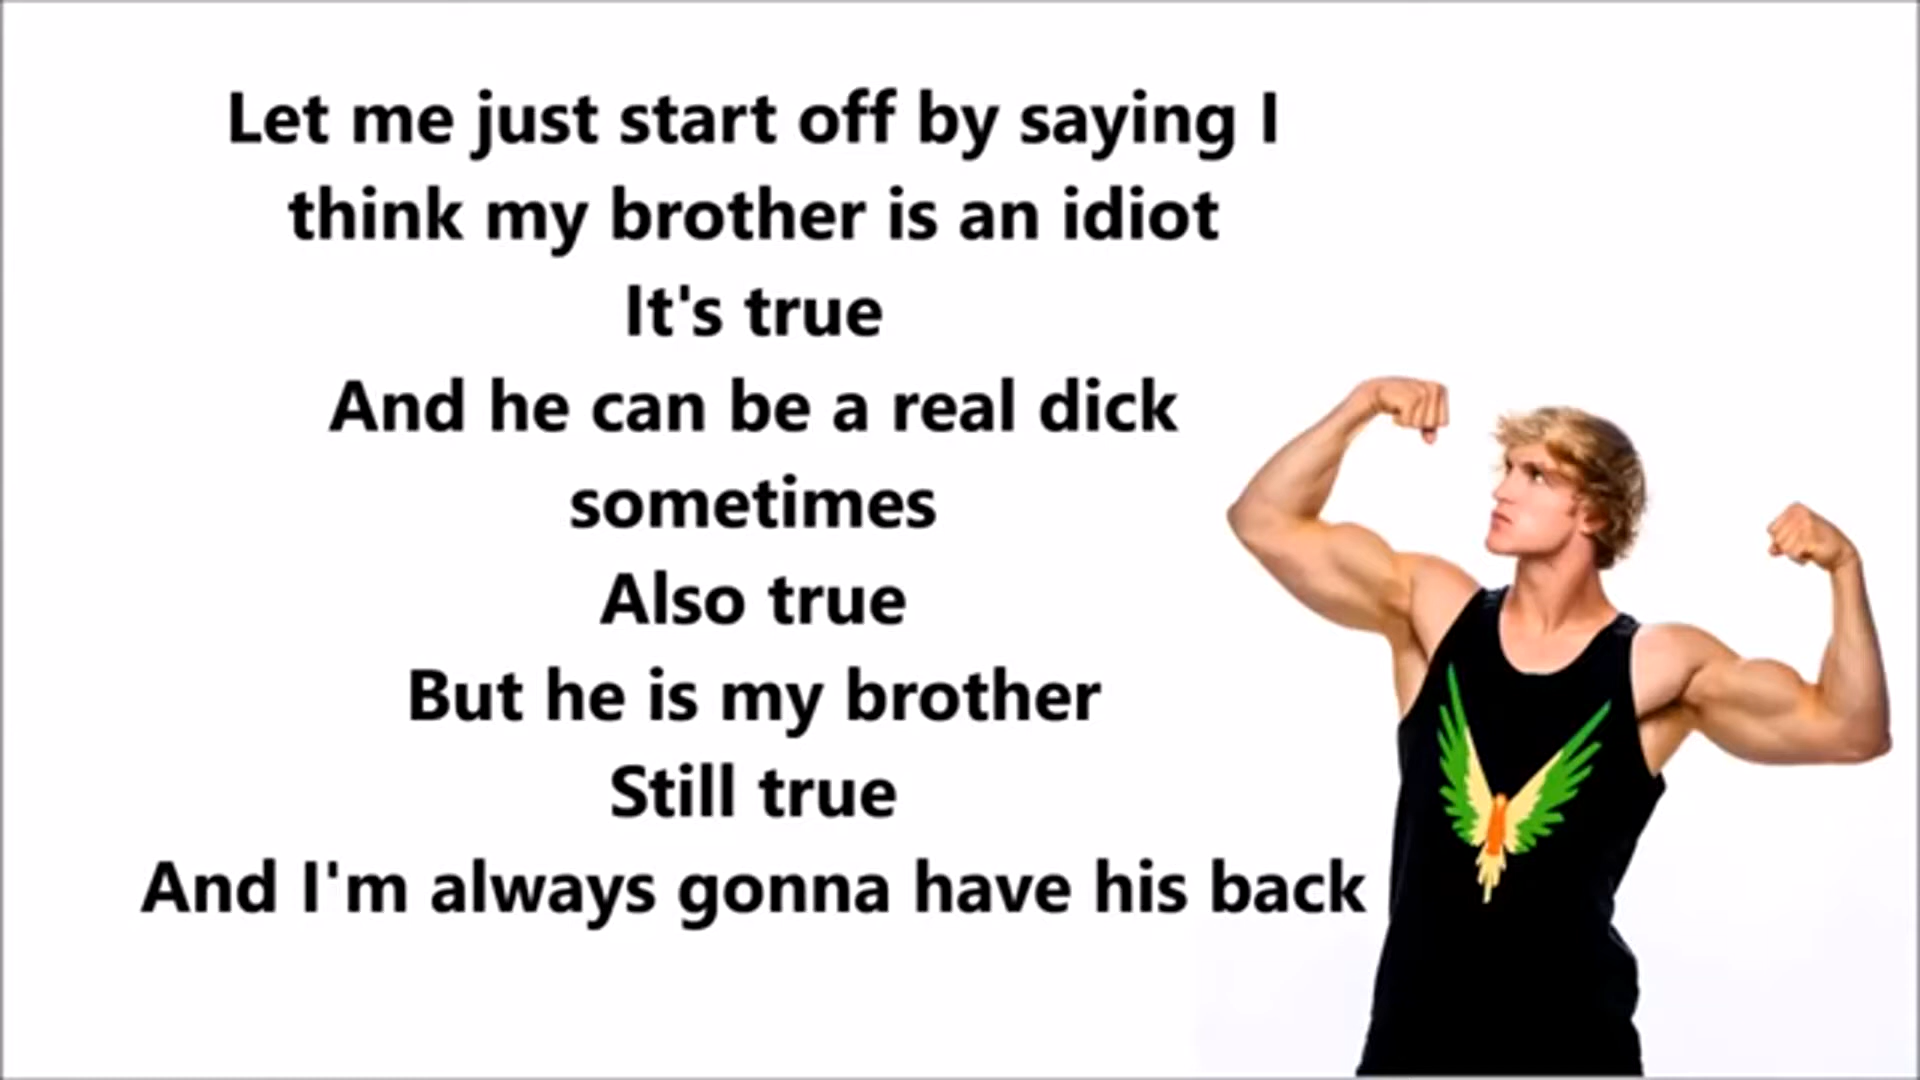 Let me just start off by saying I
think my brother is an idiot
It's true
And he can be a real dick
sometimes
Also true
But he is my brother
Still true
And I'm always gonna have his back